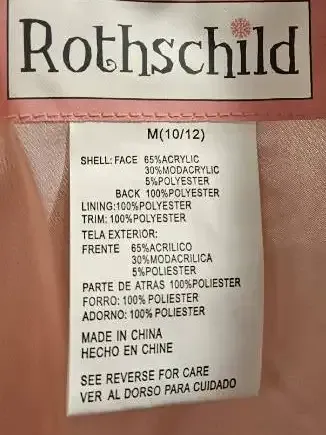 Rothschild
M(10/12)
SHELL: FACE 65%ACRYLIC
30%MODACRYLIC
5%POLYESTER
BACK 100%POLYESTER
LINING:100%POLYESTER
TRIM: 100%POLYESTER
TELA EXTERIOR:
FRENTE 65%ACRILICO
30%MODACRILICA
5%POLIESTER
PARTE DE ATRAS 100%POLIESTER
FORRO: 100% POLIESTER
ADORNO: 100% POLIESTER
MADE IN CHINA
HECHO EN CHINE
SEE REVERSE FOR CARE
VER AL DORSO PARA CUIDADO